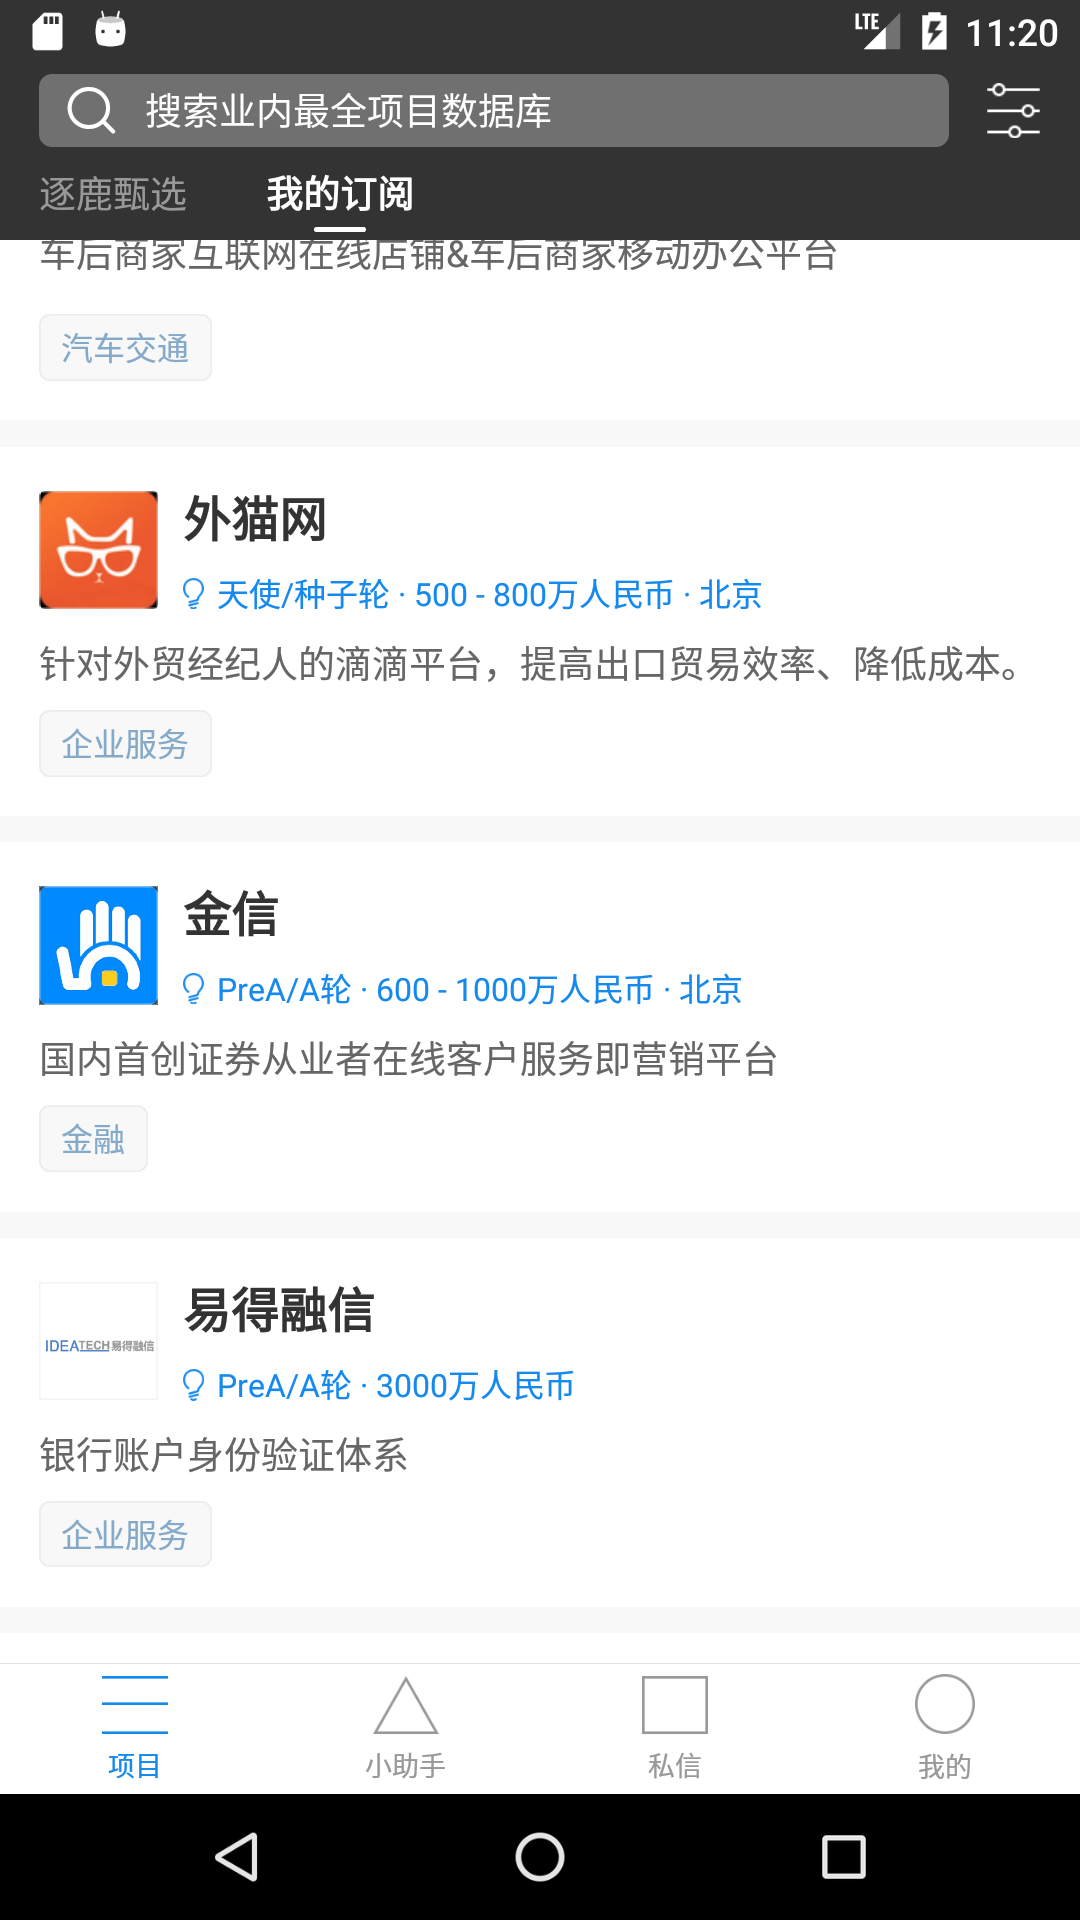 LTE 11:20
搜索业内最全项目数据库
逐鹿甄选 我的订阅
车后商家互联网在线店铺&车后商家移动办公平台
汽车交通
外猫网
天使/种子轮 · 500 - 800万人民币 · 北京
针对外贸经纪人的滴滴平台，提高出口贸易效率、降低成本。
企业服务
金信
PreA/A轮 · 600 - 1000万人民币 · 北京
国内首创证券从业者在线客户服务即营销平台
金融
易得融信
IDEATECH易得融信
PreA/A轮 · 3000万人民币
银行账户身份验证体系
企业服务
项目 小助手 私信 我的